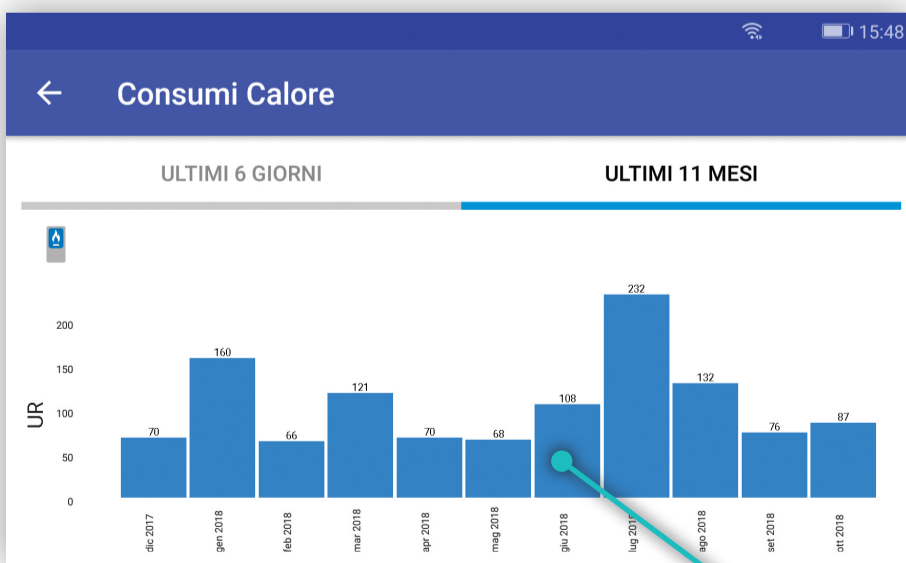 15:48
Consumi Calore
ULTIMI 6 GIORNI
ULTIMI 11 MESI
UR
200
150
100
50
0
70
160
66
121
70
68
108
232
132
76
87
dic 2017
gen 2018
feb 2018
mar 2018
apr 2018
mag 2018
giu 2018
lug 2018
ago 2018
set 2018
ott 2018